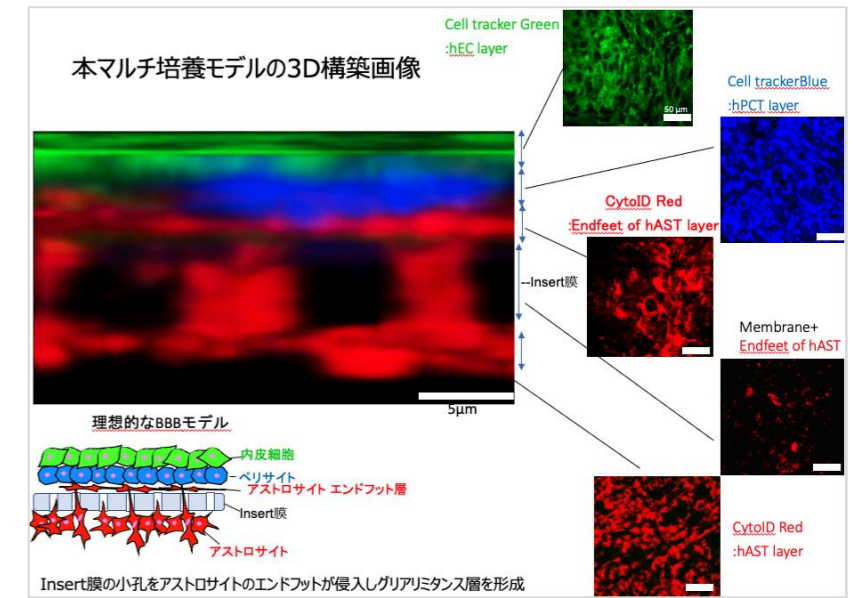 本マルチ培養モデルの3D構築画像
Cell tracker Green
:hEC layer
50 μm
Cell trackerBlue
:hPCT layer
CytoID Red
:Endfeet of hAST layer
--Insert膜
Membrane+
Endfeet of hAST
5μm
CytoID Red
:hAST layer
理想的なBBBモデル
内皮細胞
ペリサイト
アストロサイト エンドフット層
Insert膜
アストロサイト
Insert膜の小孔をアストロサイトのエンドフットが侵入しグリアリミタンス層を形成